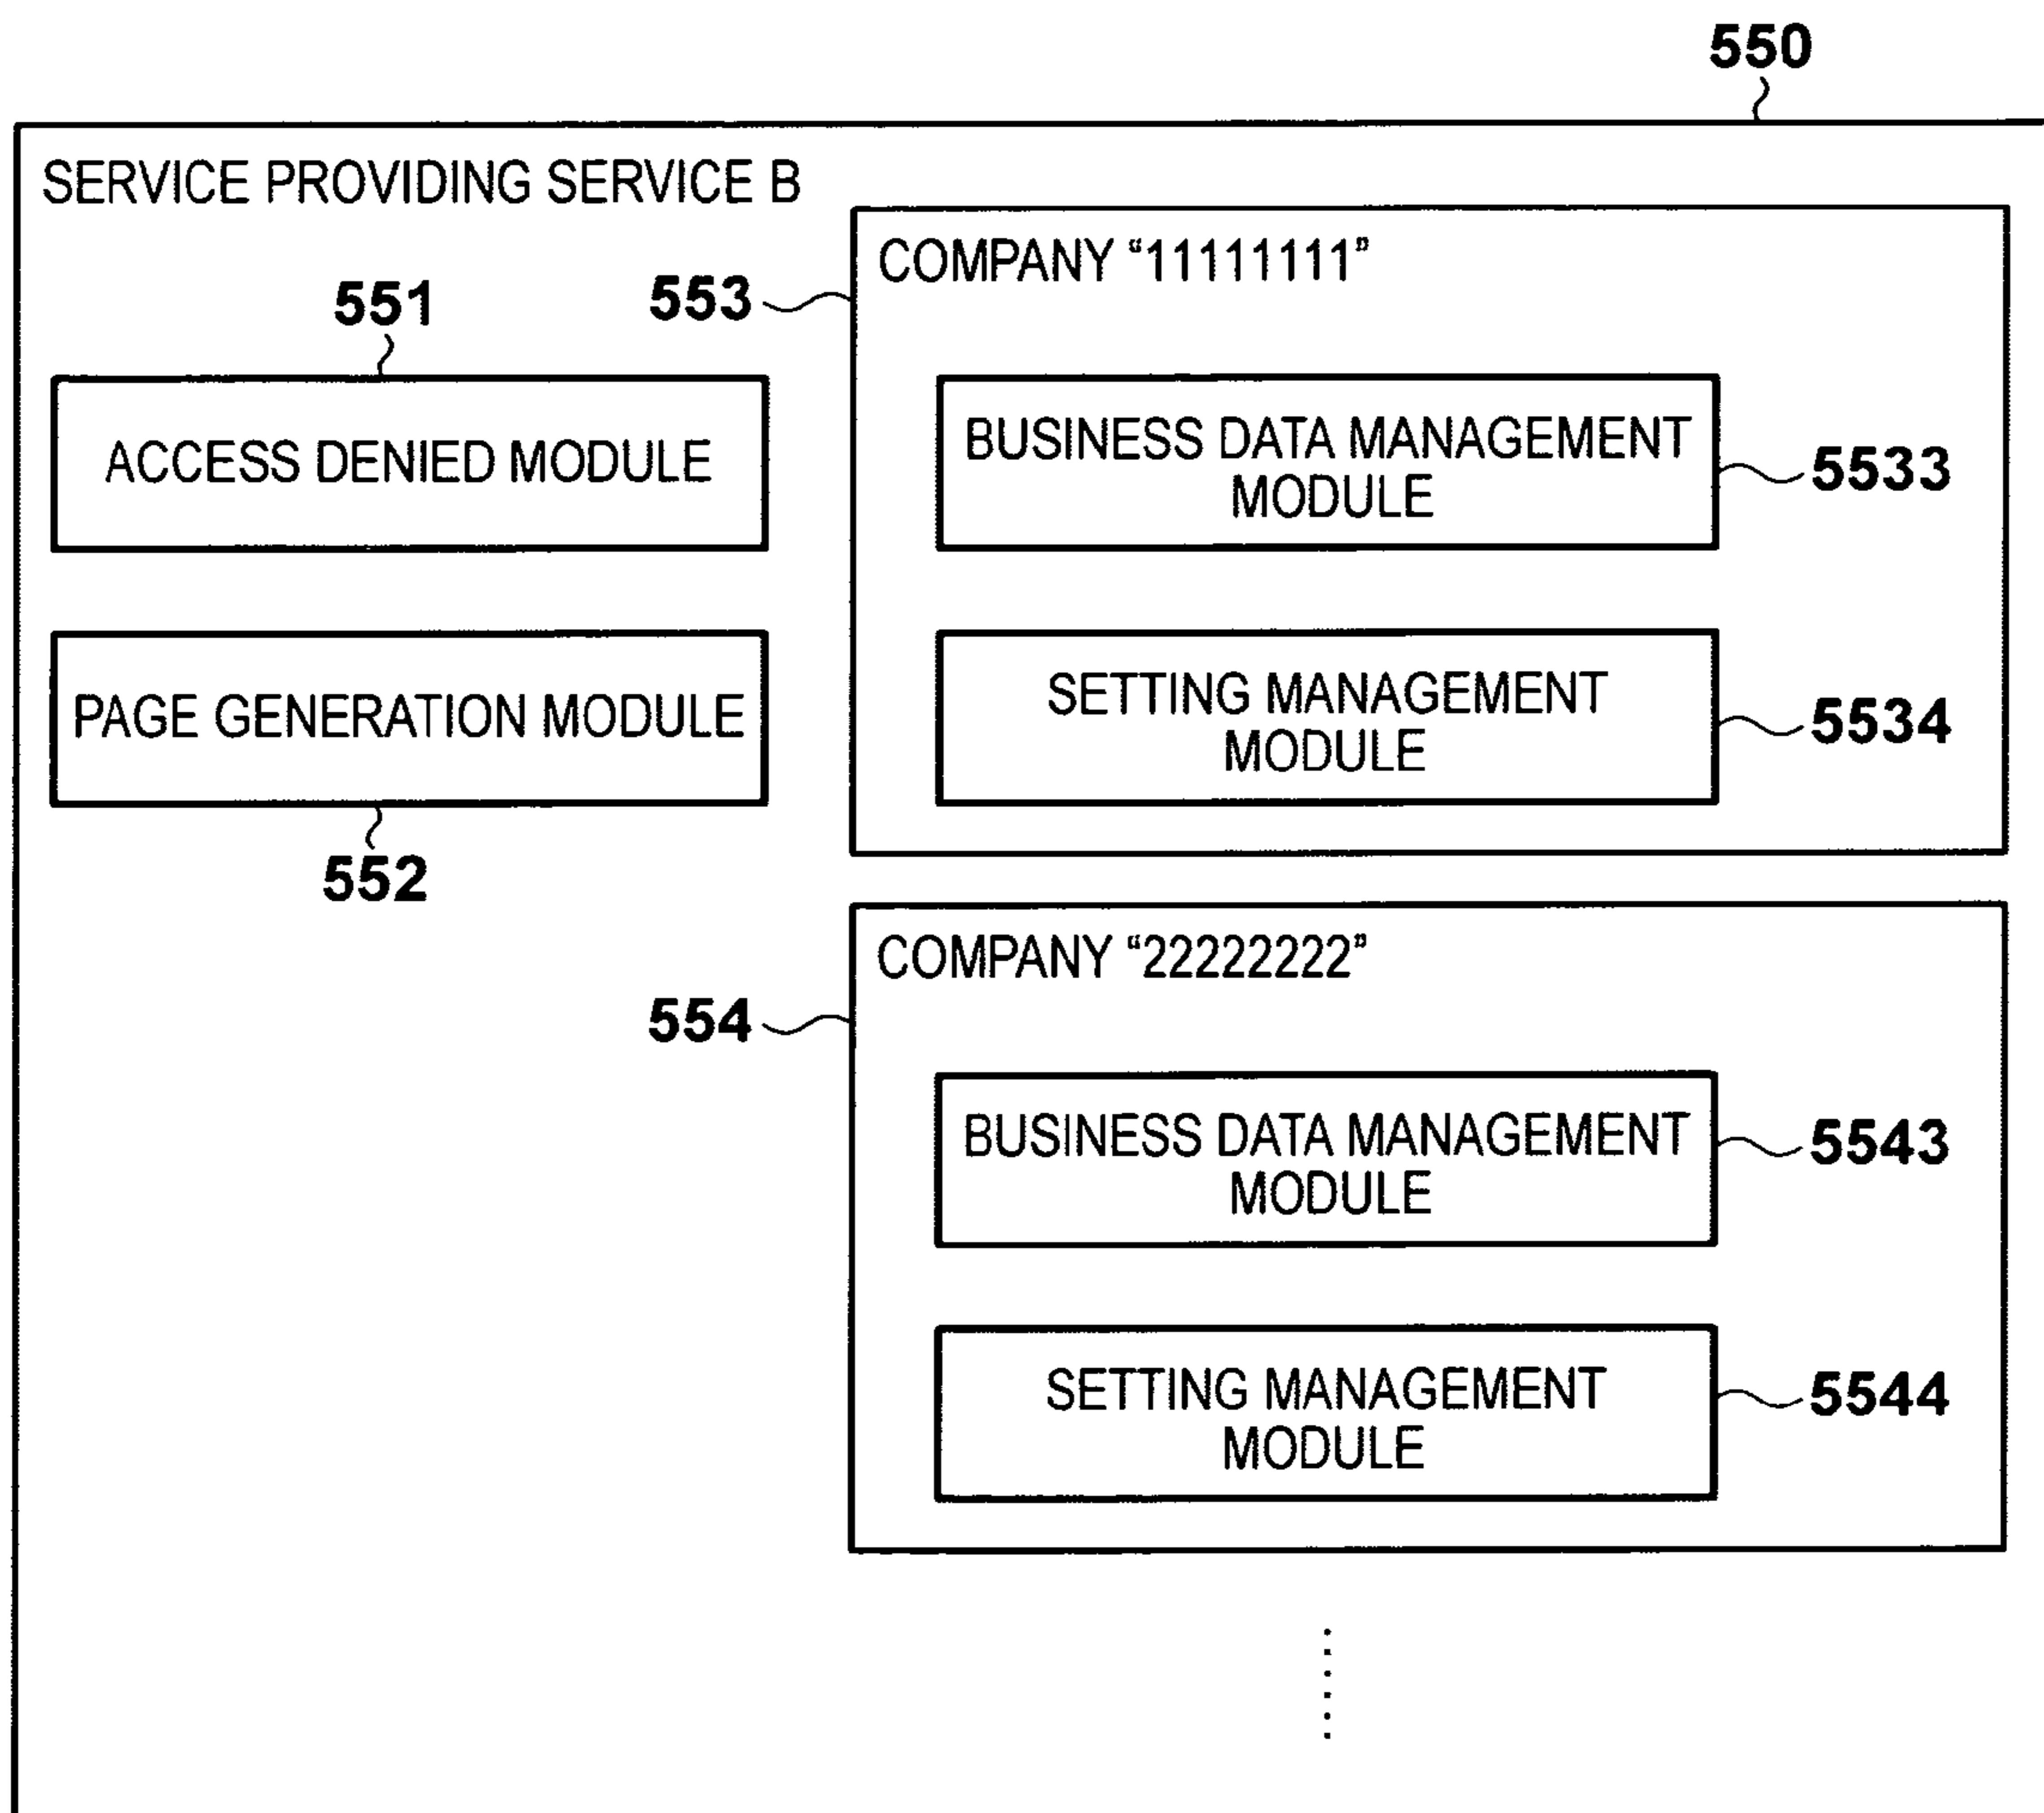 550
SERVICE PROVIDING SERVICE B
551
ACCESS DENIED MODULE
PAGE GENERATION MODULE
552
553
COMPANY “11111111”
BUSINESS DATA MANAGEMENT
MODULE
5533
SETTING MANAGEMENT
MODULE
5534
554
COMPANY “22222222”
BUSINESS DATA MANAGEMENT
MODULE
5543
SETTING MANAGEMENT
MODULE
5544